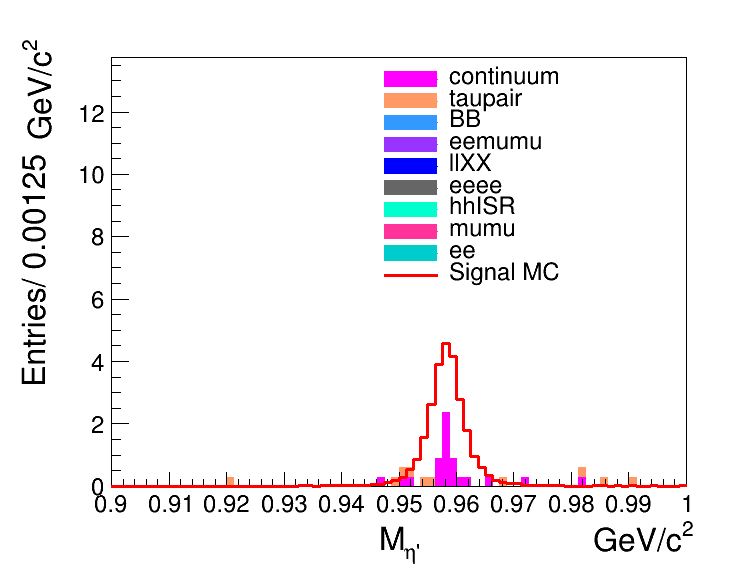 Entries/ 0.00125 GeV/c²
12
10
8
6
4
2
0
continuum
taupair
BB
eemumu
llXX
eeee
hhISR
mumu
ee
Signal MC
0.9 0.91 0.92 0.93 0.94 0.95 0.96 0.97 0.98 0.99 1
Mη' GeV/c²